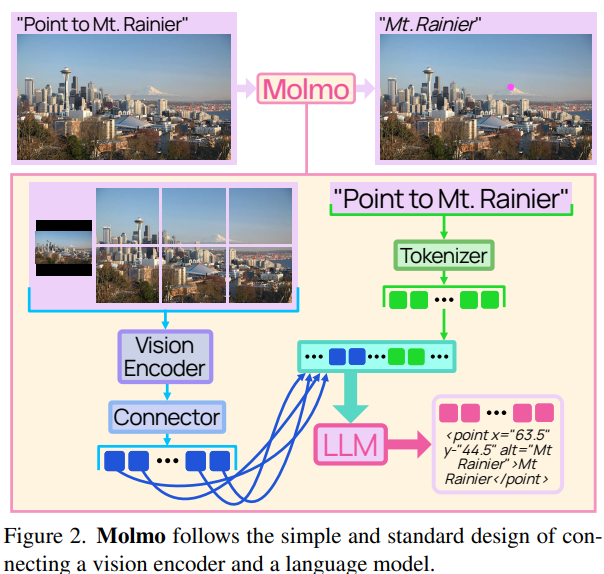 "Point to Mt. Rainier"
"Mt. Rainier"
Molmo
"Point to Mt. Rainier"
Tokenizer
Vision
Encoder
Connector
LLM
<point x="63.5"
y-"44.5" alt="Mt
Rainier" >Mt
Rainier</point>
Figure 2. Molmo follows the simple and standard design of con-
necting a vision encoder and a language model.